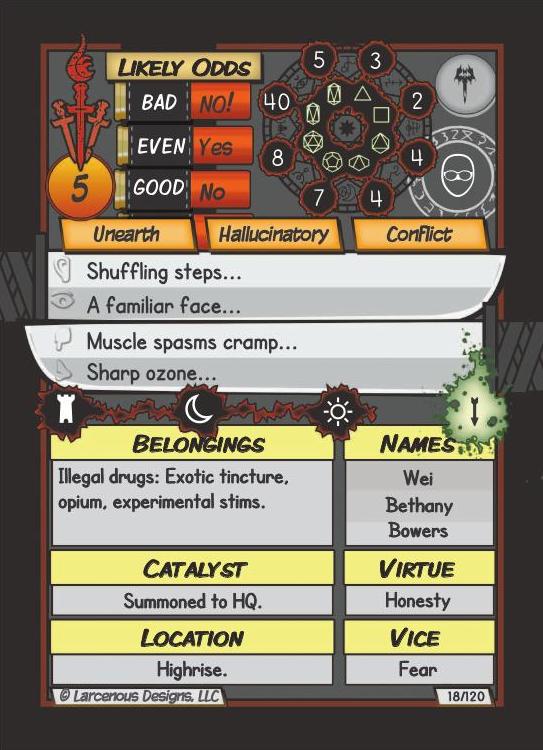 Likely Odds
BAD NO!
EVEN Yes
GOOD No
5
5
3
40
2
8
4
7
4
Unearth Hallucinatory Conflict
Shuffling steps...
A familiar face...
Muscle spasms cramp...
Sharp ozone...
Belongings
Illegal drugs: Exotic tincture,
opium, experimental stims.
Names
Wei
Bethany
Bowers
Catalyst
Summoned to HQ.
Virtue
Honesty
Location
Highrise.
Vice
Fear
© Larcenous Designs, LLC
18/120